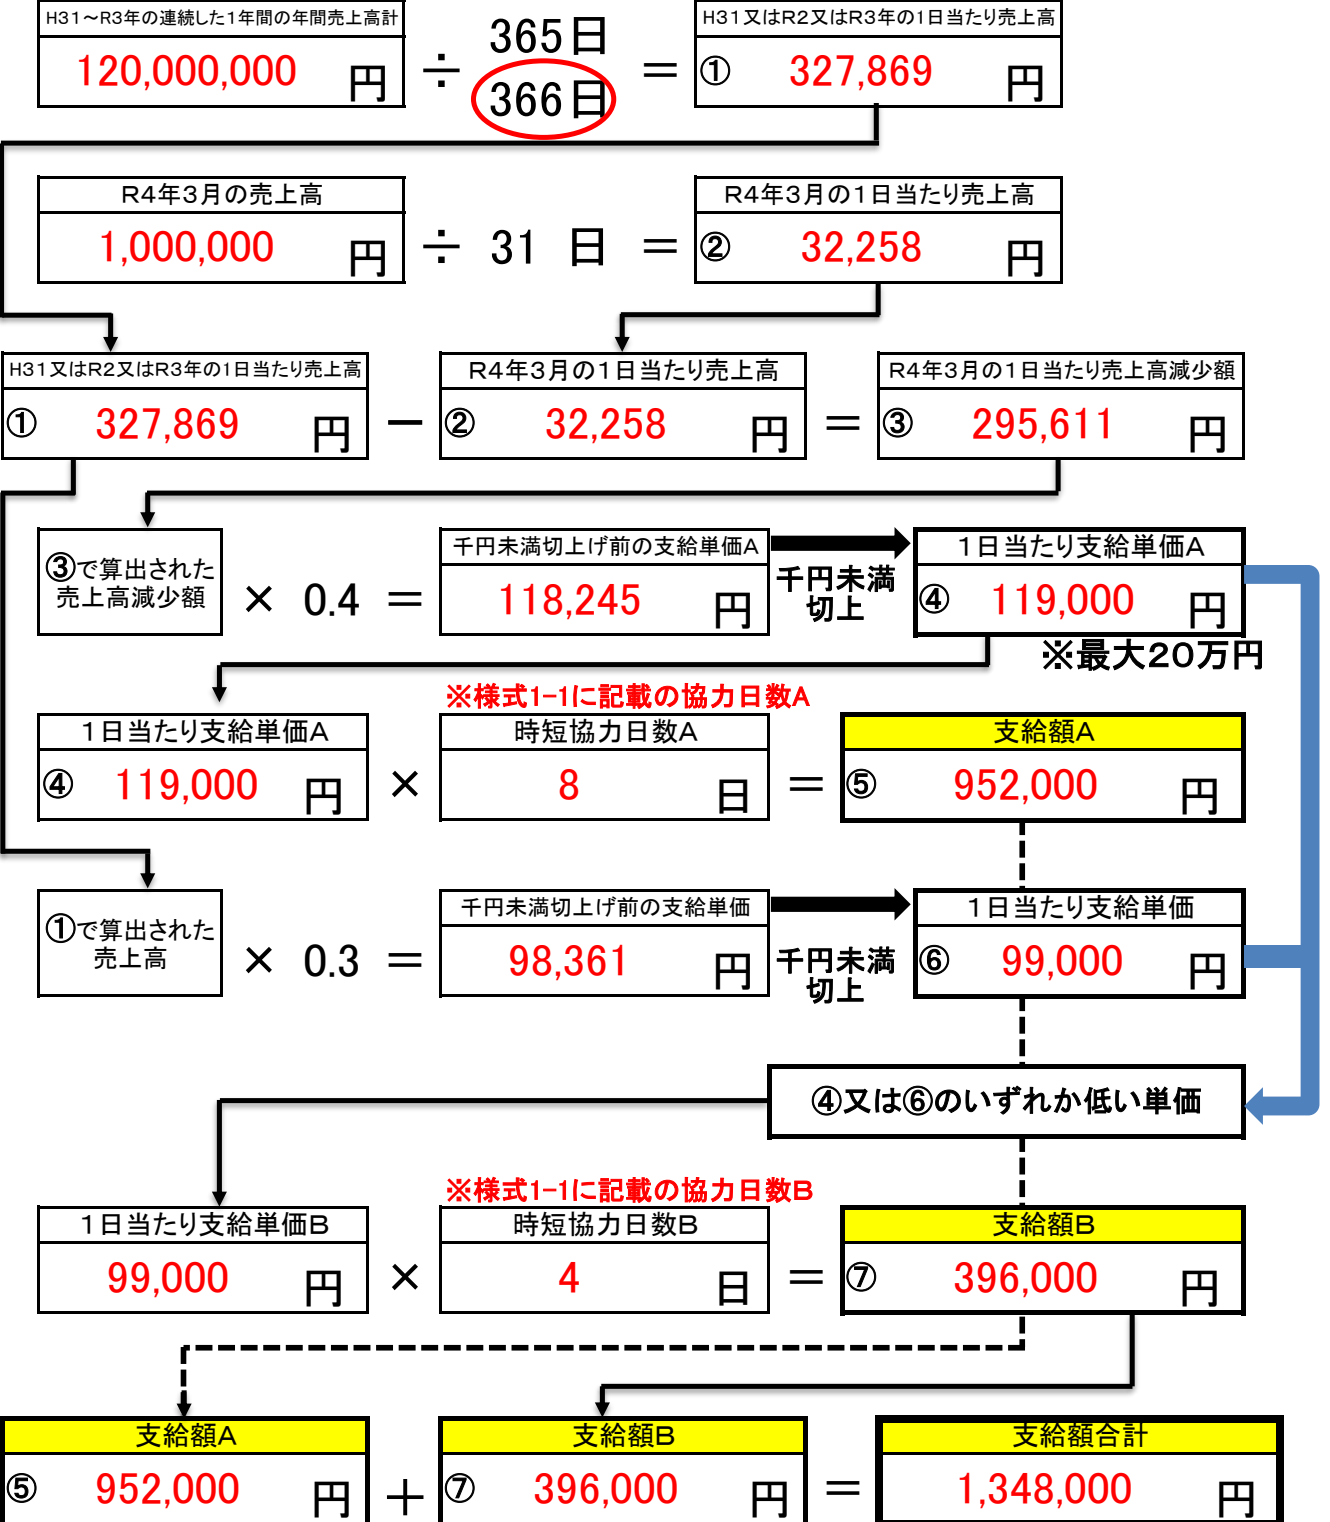 H31～R3年の連続した1年間の年間売上高計
120,000,000 円
÷
365日
366日
＝
H31又はR2又はR3年の1日当たり売上高
① 327,869 円
R4年3月の売上高
1,000,000 円
÷ 31 日 ＝
R4年3月の1日当たり売上高
② 32,258 円
H31又はR2又はR3年の1日当たり売上高
① 327,869 円
－
R4年3月の1日当たり売上高
② 32,258 円
＝
R4年3月の1日当たり売上高減少額
③ 295,611 円
③で算出された
売上高減少額
× 0.4 ＝
千円未満切上げ前の支給単価A
118,245 円
千円未満
切上
1日当たり支給単価A
④ 119,000 円
※最大20万円
※様式1-1に記載の協力日数A
1日当たり支給単価A
④ 119,000 円
×
時短協力日数A
8 日
＝
支給額A
⑤ 952,000 円
①で算出された
売上高
× 0.3 ＝
千円未満切上げ前の支給単価
98,361 円
千円未満
切上
1日当たり支給単価
⑥ 99,000 円
④又は⑥のいずれか低い単価
※様式1-1に記載の協力日数B
1日当たり支給単価B
99,000 円
×
時短協力日数B
4 日
＝
支給額B
⑦ 396,000 円
支給額A
⑤ 952,000 円
＋
支給額B
⑦ 396,000 円
＝
支給額合計
1,348,000 円